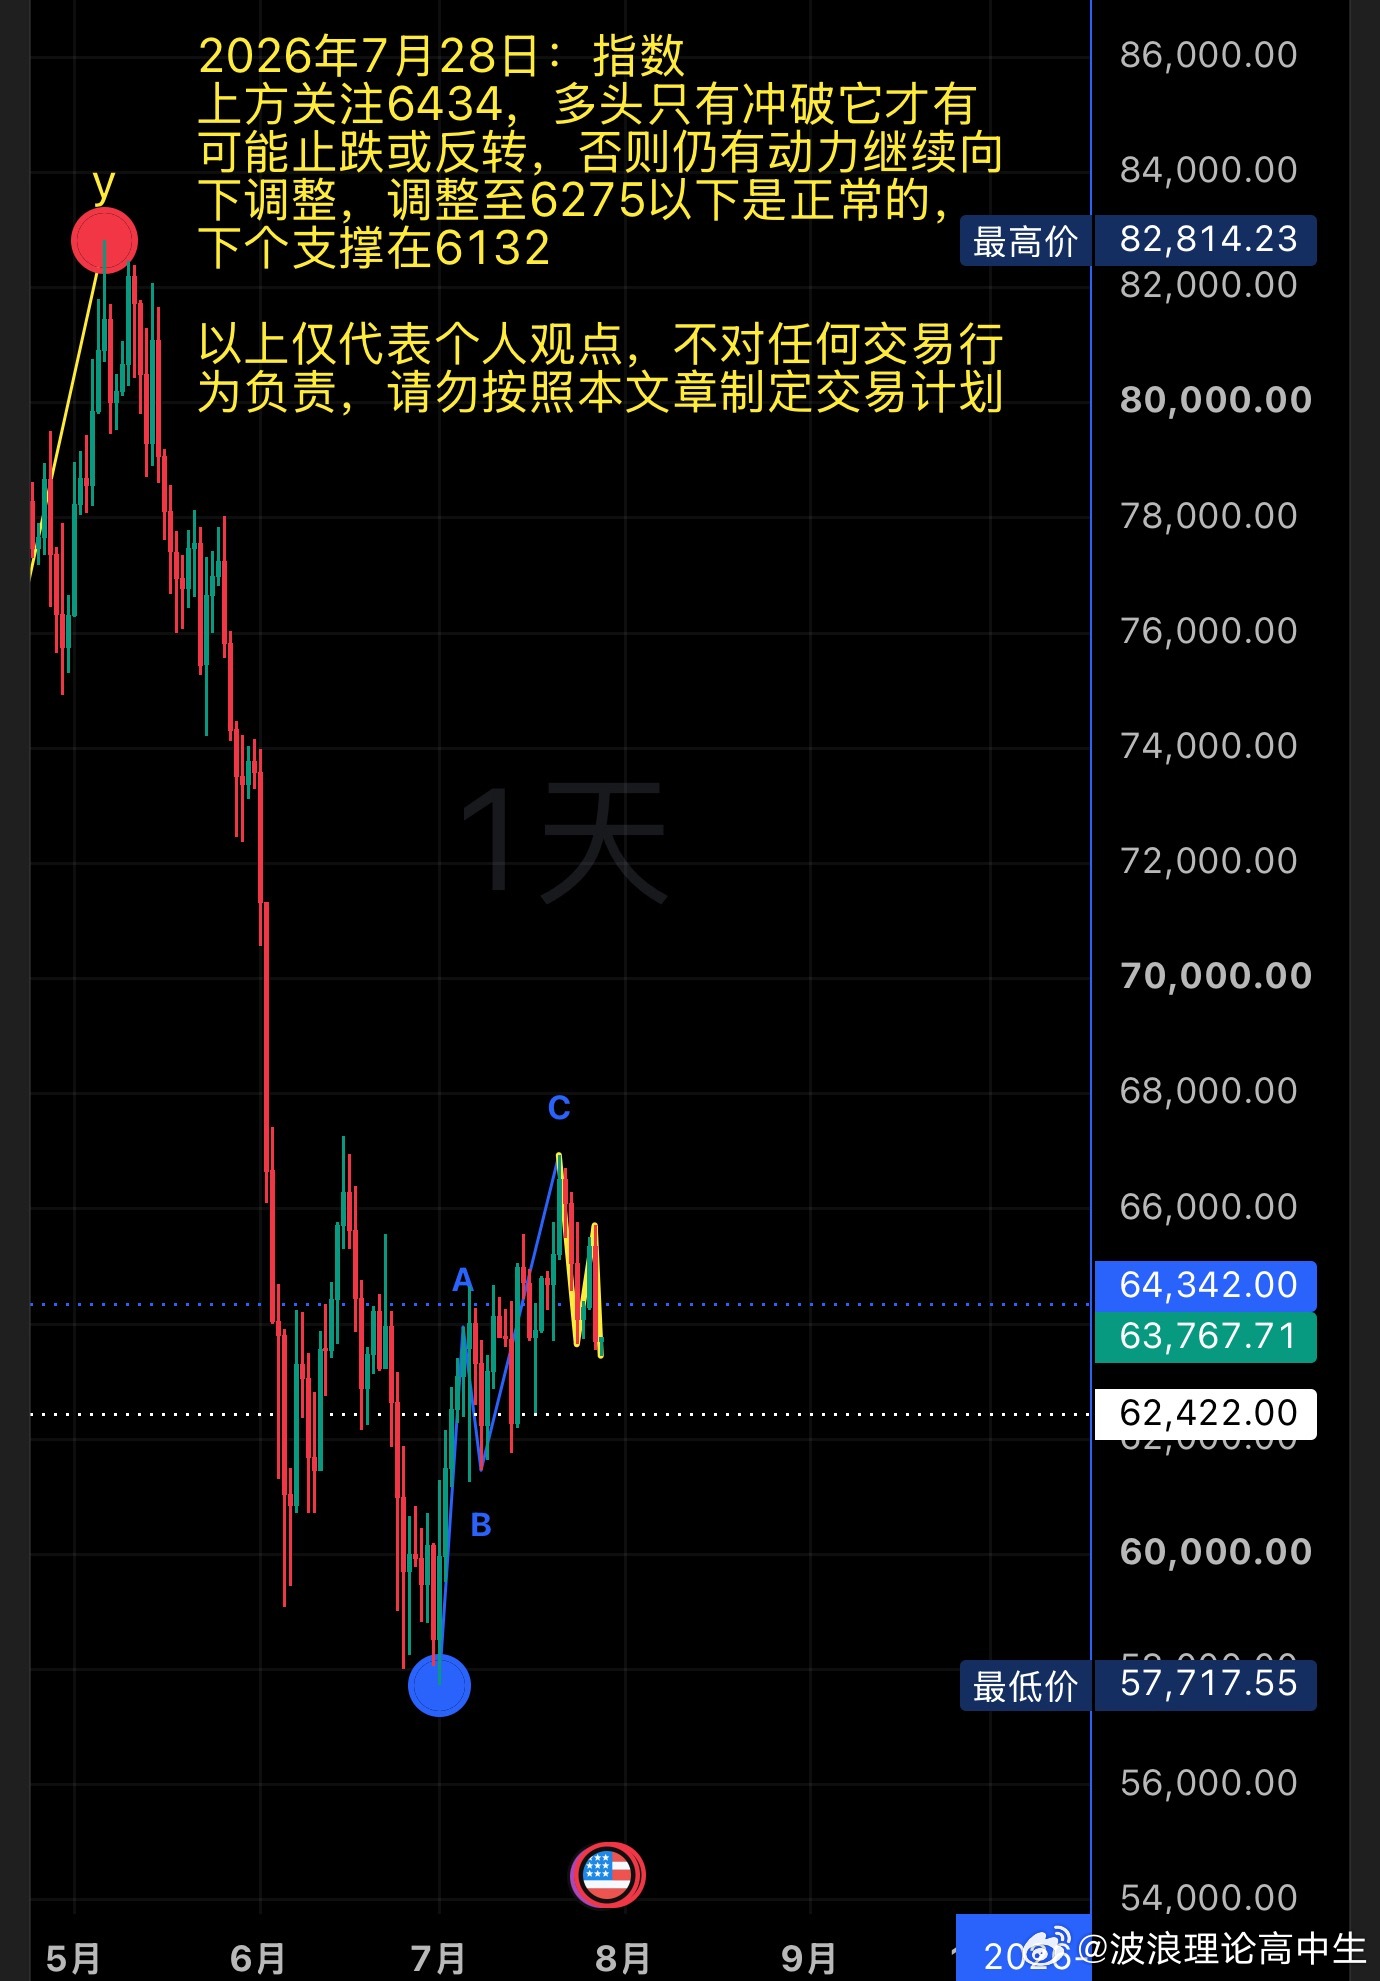 2026年7月28日：指数
上方关注6434，多头只有冲破它才有
可能止跌或反转，否则仍有动力继续向
下调整，调整至6275以下是正常的，
下个支撑在6132
以上仅代表个人观点，不对任何交易行
为负责，请勿按照本文章制定交易计划
y
86,000.00
84,000.00
最高价 82,814.23
82,000.00
80,000.00
78,000.00
76,000.00
74,000.00
1天
72,000.00
70,000.00
68,000.00
C
66,000.00
A
64,342.00
63,767.71
62,422.00
62,000.00
B
60,000.00
58,000.00
最低价 57,717.55
56,000.00
54,000.00
5月 6月 7月 8月 9月 2026-
@波浪理论高中生